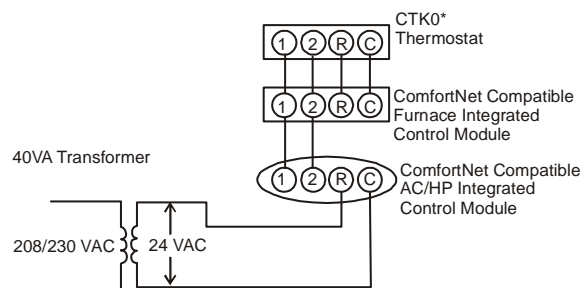 CTK0*
Thermostat
1 2 R C
1 2 R C
ComfortNet Compatible
Furnace Integrated
Control Module
40VA Transformer
1 2 R C
ComfortNet Compatible
AC/HP Integrated
Control Module
208/230 VAC
24 VAC